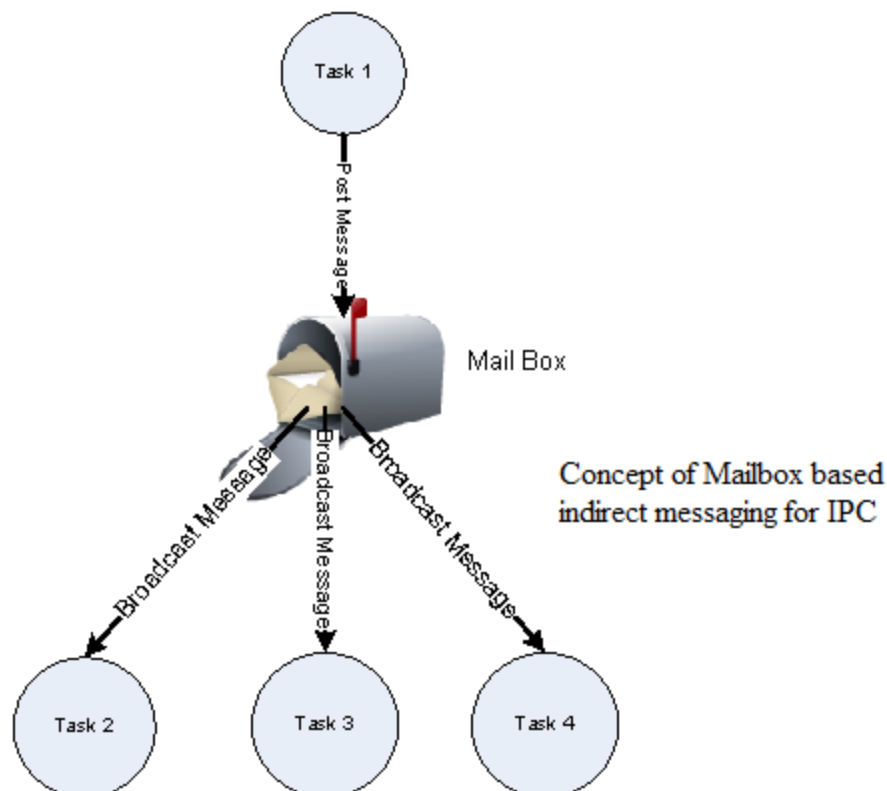 Task 1
Post Message
Mail Box
Broadcast Message
Broadcast Message
Broadcast Message
Concept of Mailbox based
indirect messaging for IPC
Task 2
Task 3
Task 4